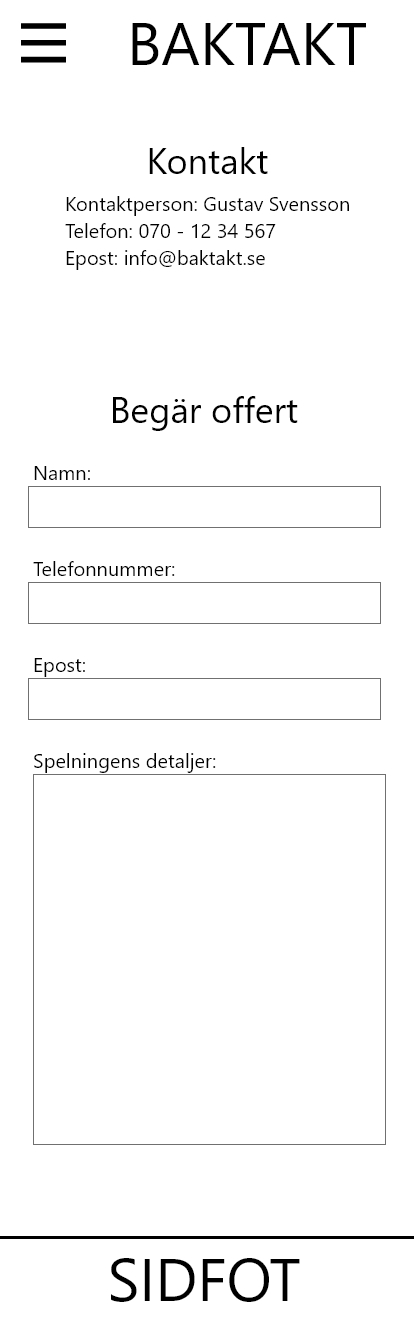 BAKTAKT
Kontakt
Kontaktperson: Gustav Svensson
Telefon: 070 - 12 34 567
Epost: info@baktakt.se
Begär offert
Namn:
Telefonnummer:
Epost:
Spelningens detaljer:
SIDFOT